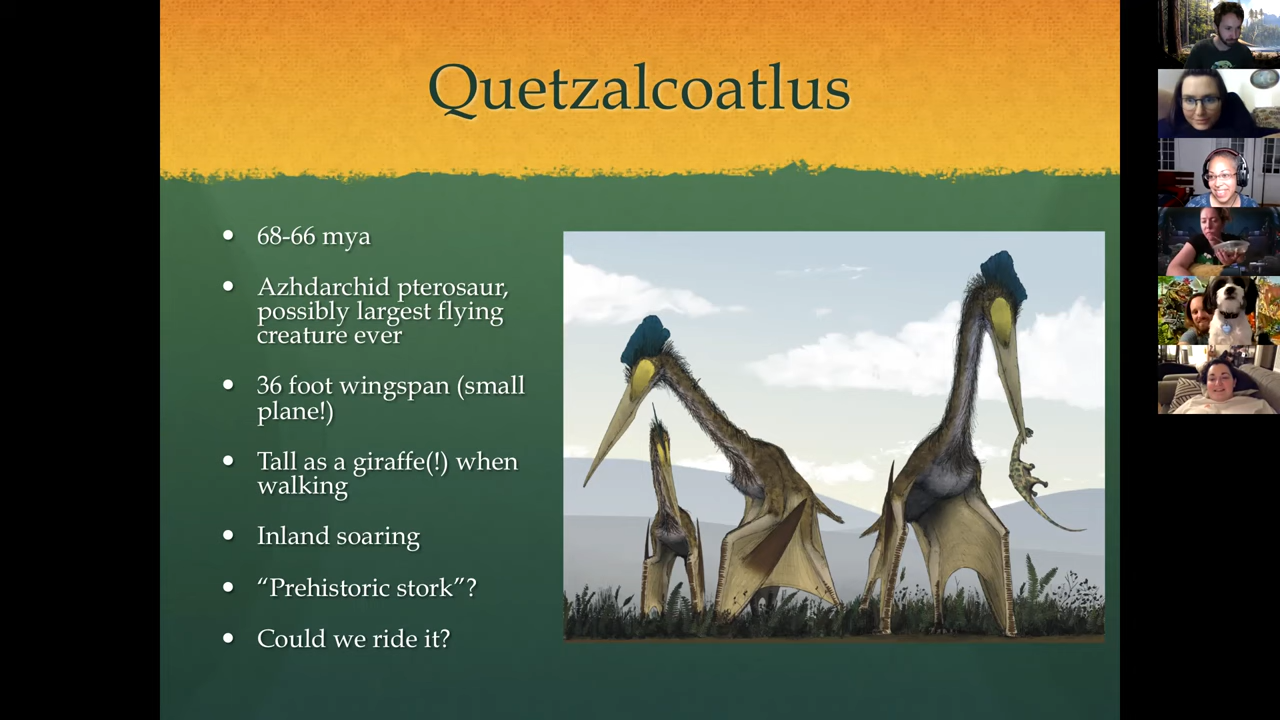 Quetzalcoatlus
68-66 mya
Azhdarchid pterosaur,
possibly largest flying
creature ever
36 foot wingspan (small
plane!)
Tall as a giraffe(!) when
walking
Inland soaring
“Prehistoric stork”?
Could we ride it?